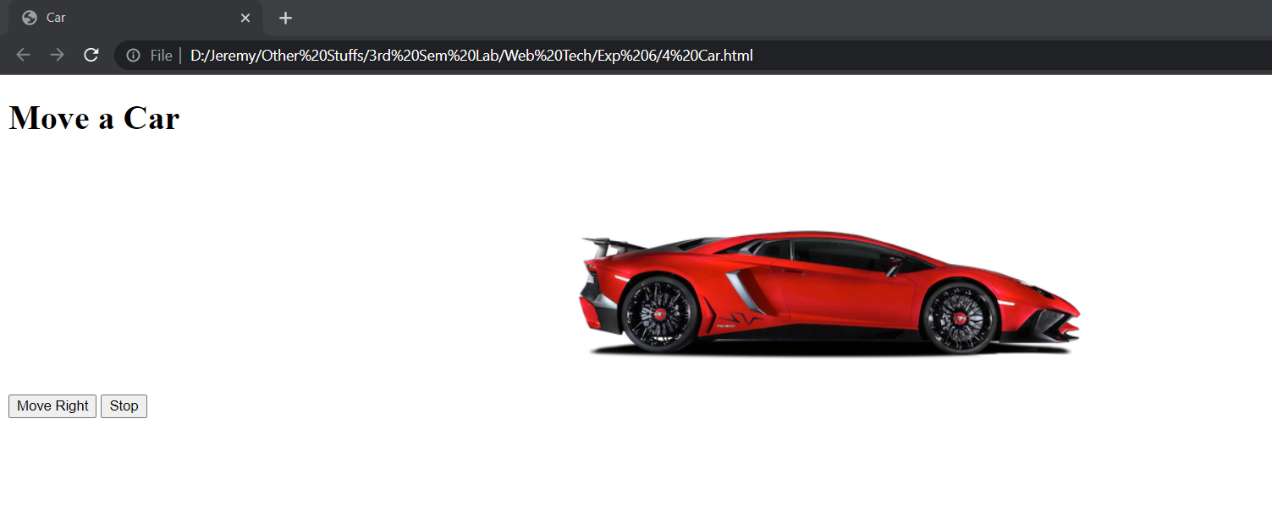 Car
File D:/Jeremy/Other%20Stuffs/3rd%20Sem%20Lab/Web%20Tech/Exp%206/4%20Car.html
Move a Car
Move Right Stop